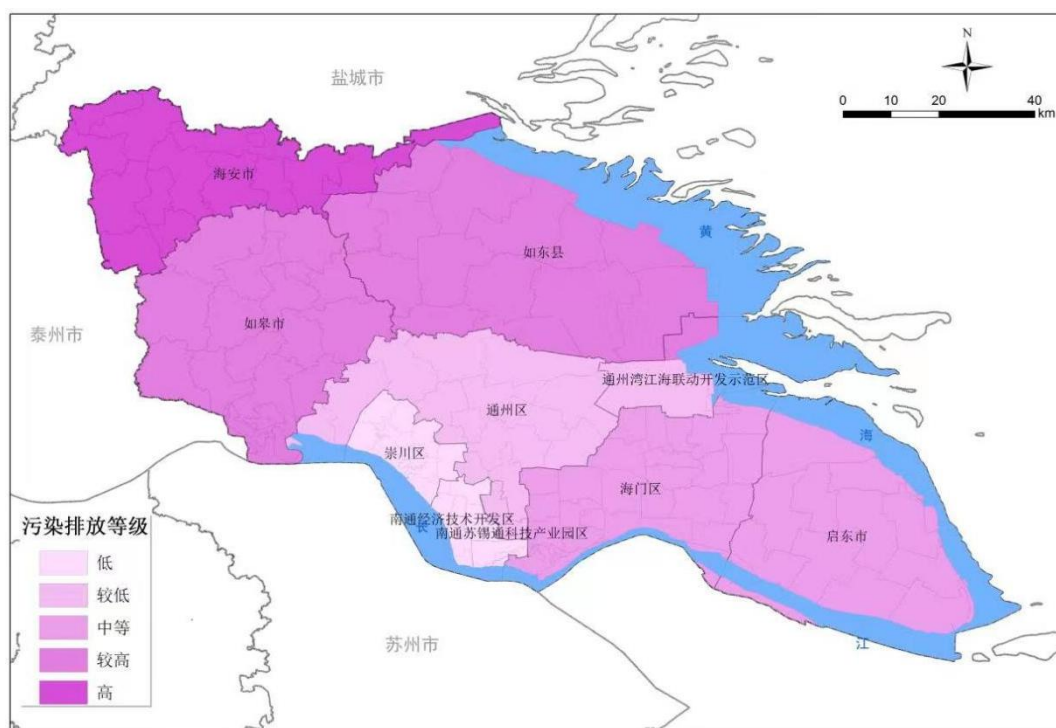 N
盐城市
0 10 20 40
km
海安市
黄
如东县
如皋市
泰州市
通州湾江海联动开发示范区
通州区
海
崇川区
海门区
南通经济技术开发区
长
南通苏锡通科技产业园区
启东市
污染排放等级
低
较低
中等
较高
高
苏州市
江